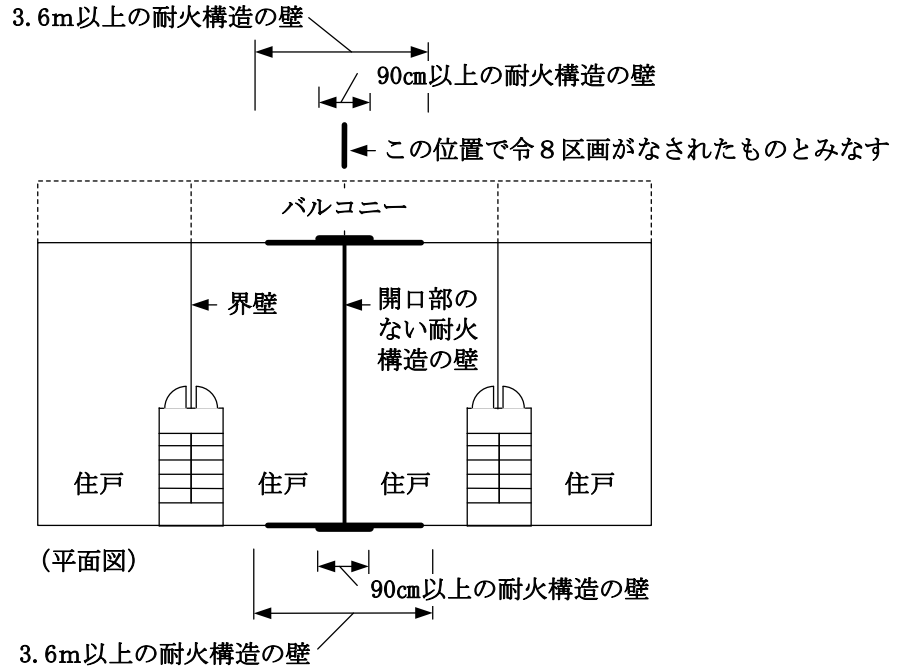 3.6m以上の耐火構造の壁
90㎝以上の耐火構造の壁
この位置で令８区画がなされたものとみなす
バルコニー
界壁
開口部の
ない耐火
構造の壁
住戸
住戸
住戸
住戸
(平面図)
90㎝以上の耐火構造の壁
3.6m以上の耐火構造の壁